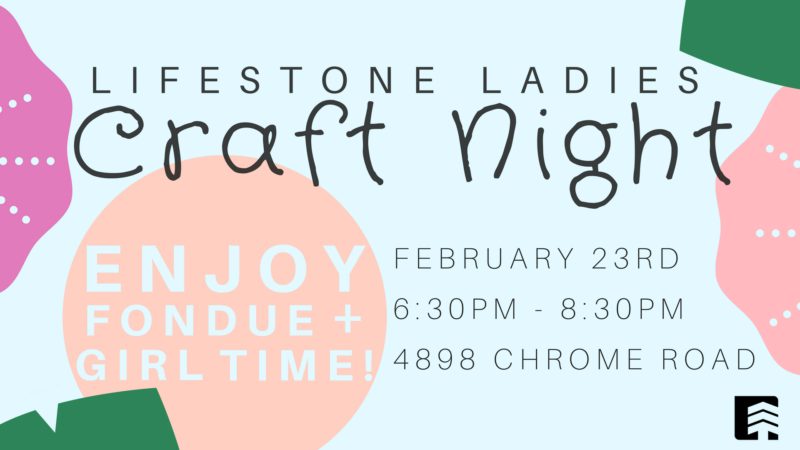 LIFESTONE LADIES
Craft Night
ENJOY
FONDUE +
GIRL TIME!
FEBRUARY 23RD
6:30PM - 8:30PM
4898 CHROME ROAD